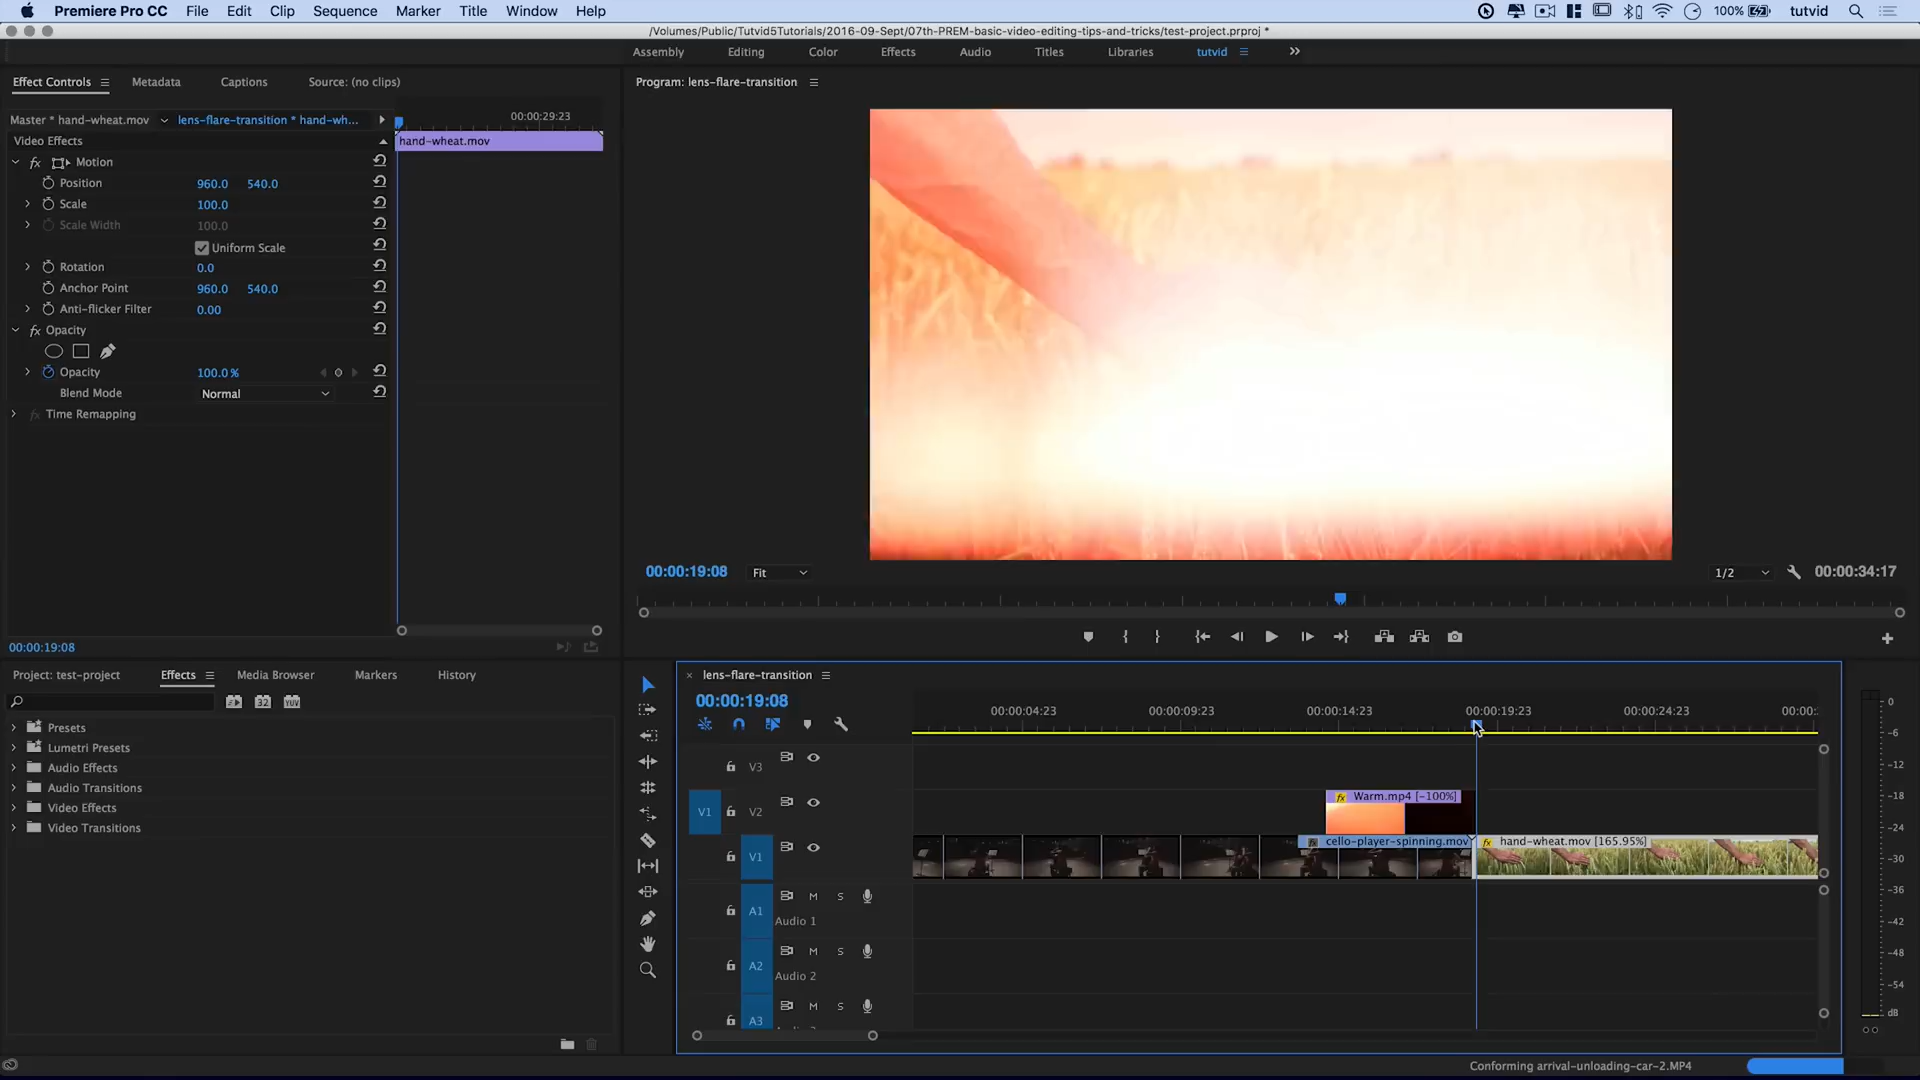 Premiere Pro CC File Edit Clip Sequence Marker Title Window Help 100% tutvid
/Volumes/Public/Tutvid5Tutorials/2016-09-Sept/07th-PREM-basic-video-editing-tips-and-tricks/test-project.prproj *
Assembly Editing Color Effects Audio Titles Libraries tutvid
Effect Controls Metadata Captions Source: (no clips)
Program: lens-flare-transition
Master * hand-wheat.mov lens-flare-transition * hand-wh... 00:00:29:23
Video Effects hand-wheat.mov
fx Motion
Position 960.0 540.0
Scale 100.0
Scale Width 100.0
Uniform Scale
Rotation 0.0
Anchor Point 960.0 540.0
Anti-flicker Filter 0.00
fx Opacity
Opacity 100.0 %
Blend Mode Normal
fx Time Remapping
00:00:19:08 Fit 1/2 00:00:34:17
00:00:19:08
Project: test-project Effects Media Browser Markers History
32 YUV
Presets
Lumetri Presets
Audio Effects
Audio Transitions
Video Effects
Video Transitions
lens-flare-transition
00:00:19:08
00:00:04:23 00:00:09:23 00:00:14:23 00:00:19:23 00:00:24:23 00:00:
V3
V1 V2 fx Warm.mp4 [-100%]
V1 fx cello-player-spinning.mov fx hand-wheat.mov [165.95%]
A1 M S
Audio 1
A2 M S
Audio 2
A3 M S
0
-6
-12
-18
-24
-30
-36
-42
-48
-54
dB
Conforming arrival-unloading-car-2.MP4